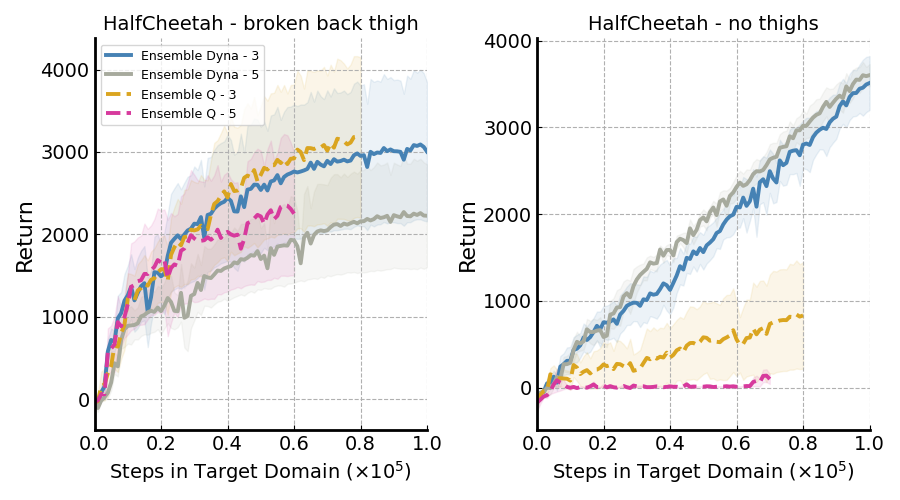 HalfCheetah - broken back thigh
Return
4000
3000
2000
1000
0
Ensemble Dyna - 3
Ensemble Dyna - 5
Ensemble Q - 3
Ensemble Q - 5
0.0 0.2 0.4 0.6 0.8 1.0
Steps in Target Domain (×10⁵)
HalfCheetah - no thighs
Return
4000
3000
2000
1000
0
0.0 0.2 0.4 0.6 0.8 1.0
Steps in Target Domain (×10⁵)